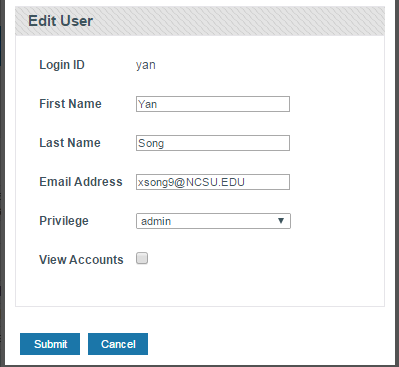 Edit User
Login ID yan
First Name Yan
Last Name Song
Email Address xsong9@NCSU.EDU
Privilege admin
View Accounts
Submit Cancel